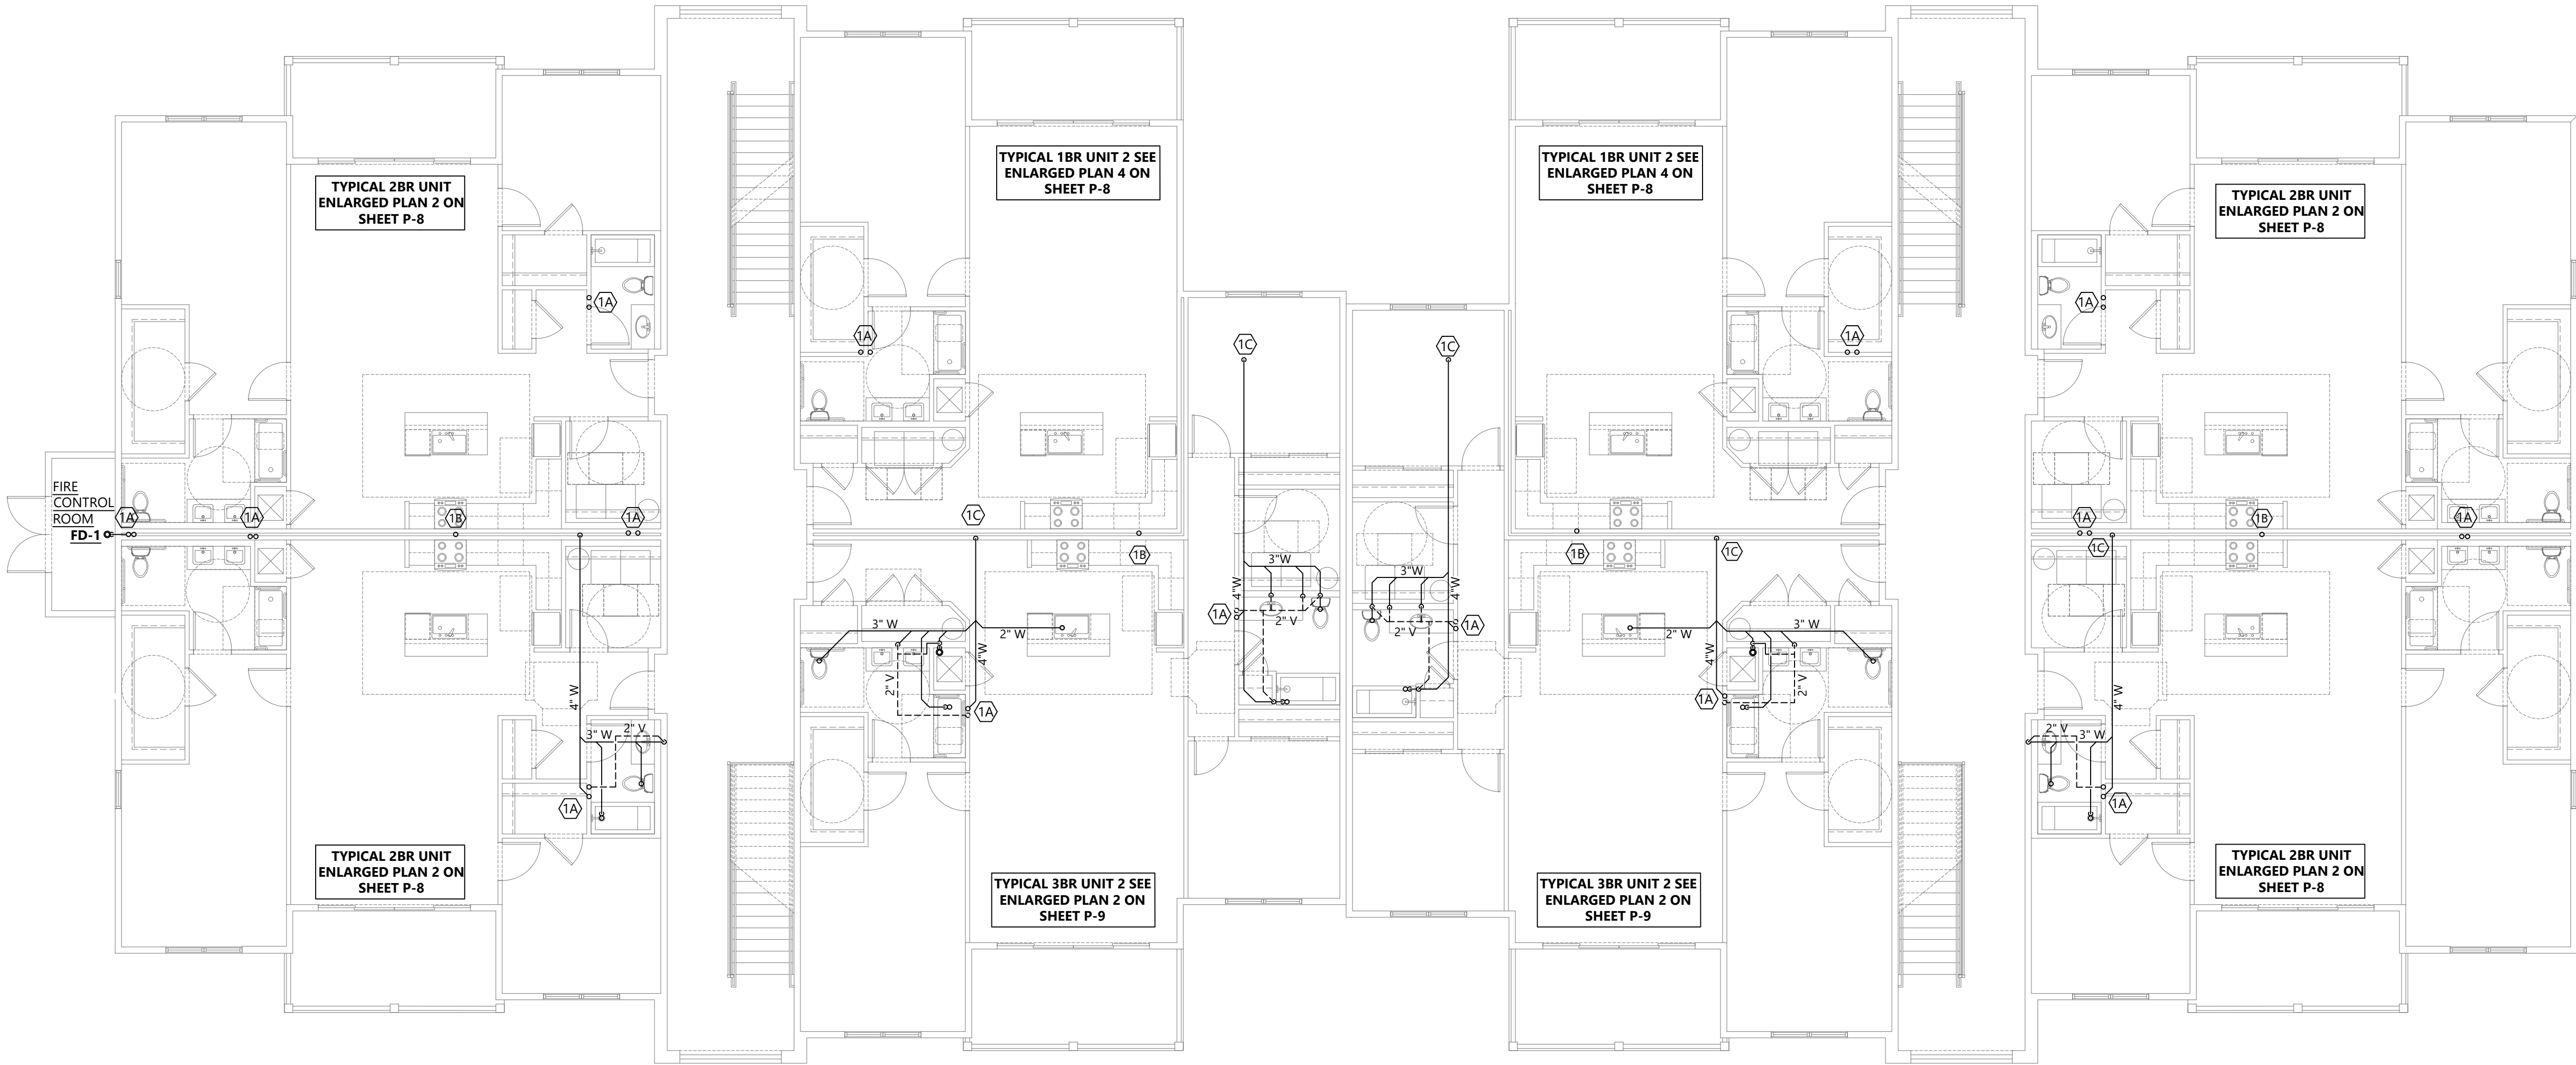 TYPICAL 2BR UNIT
ENLARGED PLAN 2 ON
SHEET P-8
TYPICAL 1BR UNIT 2 SEE
ENLARGED PLAN 4 ON
SHEET P-8
TYPICAL 1BR UNIT 2 SEE
ENLARGED PLAN 4 ON
SHEET P-8
TYPICAL 2BR UNIT
ENLARGED PLAN 2 ON
SHEET P-8
1A
1A
1A
1A
1C
1C
FIRE
CONTROL
ROOM
FD-1
1A
1A
1B
1A
1C
1B
1B
1C
1A
1C
1B
1A
3"W
4"W
1A
2" V
3"W
4"W
1A
2" V
3" W
2" W
4"W
2" V
1A
2" W
3" W
4"W
2" V
1A
4" W
3" W
2" V
1A
4" W
2" V
3" W
1A
TYPICAL 2BR UNIT
ENLARGED PLAN 2 ON
SHEET P-8
TYPICAL 3BR UNIT 2 SEE
ENLARGED PLAN 2 ON
SHEET P-9
TYPICAL 3BR UNIT 2 SEE
ENLARGED PLAN 2 ON
SHEET P-9
TYPICAL 2BR UNIT
ENLARGED PLAN 2 ON
SHEET P-8